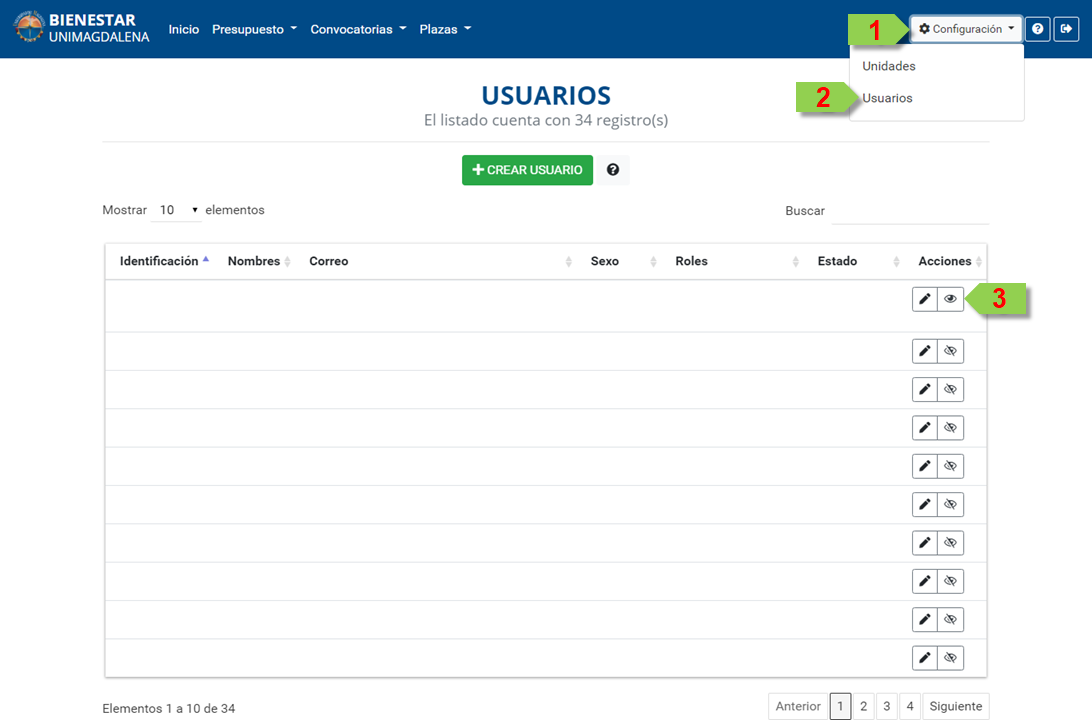 BIENESTAR
UNIMAGDALENA
Inicio Presupuesto Convocatorias Plazas
1
Configuración
Unidades
2
Usuarios
USUARIOS
El listado cuenta con 34 registro(s)
CREAR USUARIO
Mostrar 10 elementos
Buscar
Identificación Nombres Correo Sexo Roles Estado Acciones
3
Elementos 1 a 10 de 34
Anterior 1 2 3 4 Siguiente